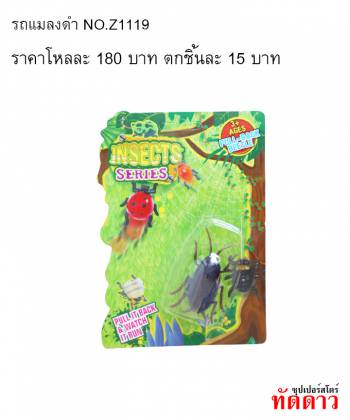 รถแมลงดำ NO.Z1119
ราคาโหลละ 180 บาท ตกชิ้นละ 15 บาท
3+
AGES
PULL-BACK
INSECTS
SERIES
PULL IT BACK
& WATCH
IT RUN
ซุปเปอร์สโตร์
ทัดดาว